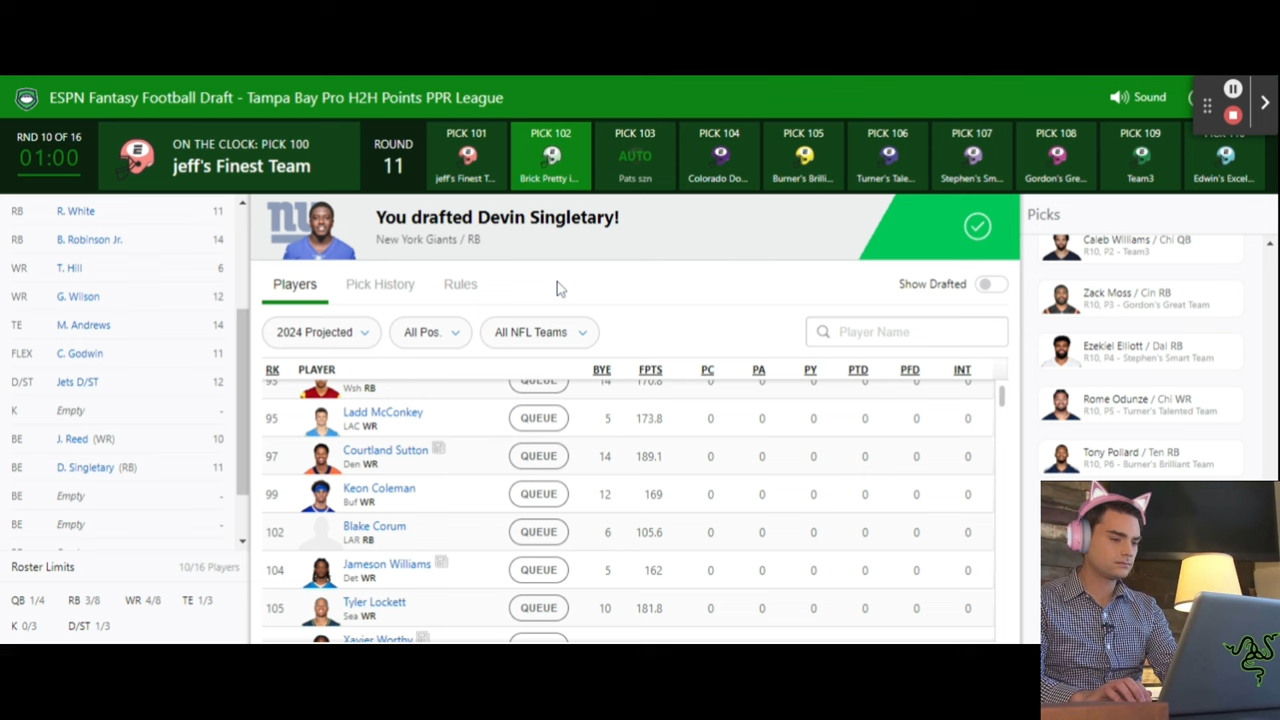 ESPN Fantasy Football Draft - Tampa Bay Pro H2H Points PPR League
Sound
RND 10 OF 16
01:00
ON THE CLOCK: PICK 100
jeff's Finest Team
ROUND
11
PICK 101
jeff's Finest T...
PICK 102
Brick Pretty i...
PICK 103
AUTO
Pats szn
PICK 104
Colorado Do...
PICK 105
Burner's Brilli...
PICK 106
Turner's Tale...
PICK 107
Stephen's Sm...
PICK 108
Gordon's Gre...
PICK 109
Team3
Edwin's Excel...
RB R. White 11
RB B. Robinson Jr. 14
WR T. Hill 6
WR G. Wilson 12
TE M. Andrews 14
FLEX C. Godwin 11
D/ST Jets D/ST 12
K Empty -
BE J. Reed (WR) 10
BE D. Singletary (RB) 11
BE Empty -
BE Empty -
Roster Limits 10/16 Players
QB 1/4 RB 3/8 WR 4/8 TE 1/3
K 0/3 D/ST 1/3
You drafted Devin Singletary!
New York Giants / RB
Players Pick History Rules
Show Drafted
2024 Projected All Pos. All NFL Teams
Player Name
RK PLAYER BYE FPTS PC PA PY PTD PFD INT
Wsh RB
95 Ladd McConkey QUEUE 5 173.8 0 0 0 0 0 0
LAC WR
97 Courtland Sutton QUEUE 14 189.1 0 0 0 0 0 0
Den WR
99 Keon Coleman QUEUE 12 169 0 0 0 0 0 0
Buf WR
102 Blake Corum QUEUE 6 105.6 0 0 0 0 0 0
LAR RB
104 Jameson Williams QUEUE 5 162 0 0 0 0 0 0
Det WR
105 Tyler Lockett QUEUE 10 181.8 0 0 0 0 0 0
Sea WR
Xavier Worthy
Picks
Caleb Williams / Chi QB
R10, P2 - Team3
Zack Moss / Cin RB
R10, P3 - Gordon's Great Team
Ezekiel Elliott / Dal RB
R10, P4 - Stephen's Smart Team
Rome Odunze / Chi WR
R10, P5 - Turner's Talented Team
Tony Pollard / Ten RB
R10, P6 - Burner's Brilliant Team